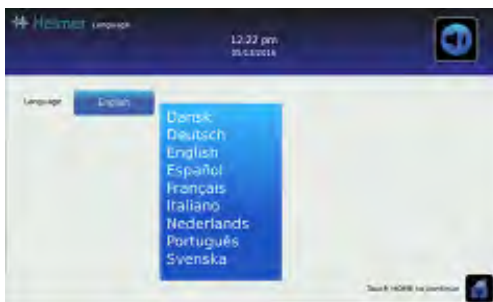 Helmer Language
12:22 pm
Language English
Dansk
Deutsch
English
Español
Français
Italiano
Nederlands
Português
Svenska
Touch HOME to continue